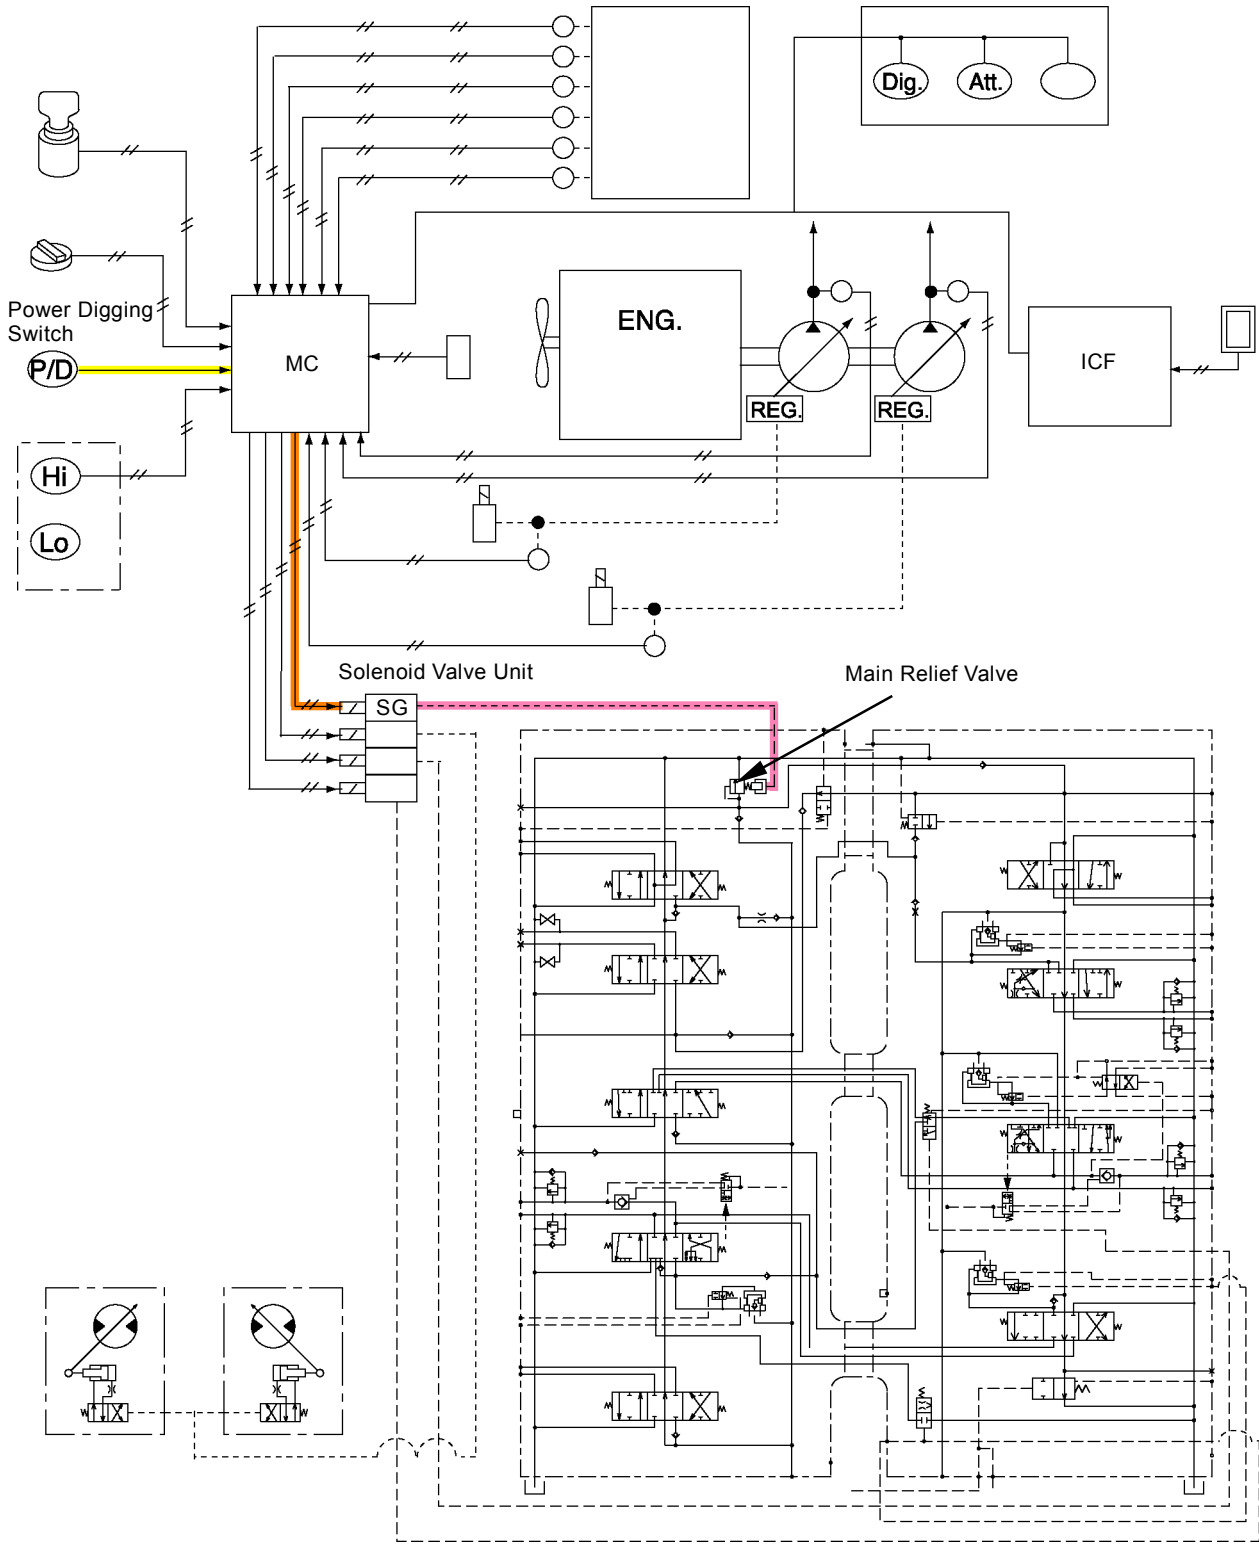 Dig.
Att.
Power Digging
Switch
P/D
MC
ENG.
ICF
REG.
REG.
Hi
Lo
Solenoid Valve Unit
SG
Main Relief Valve